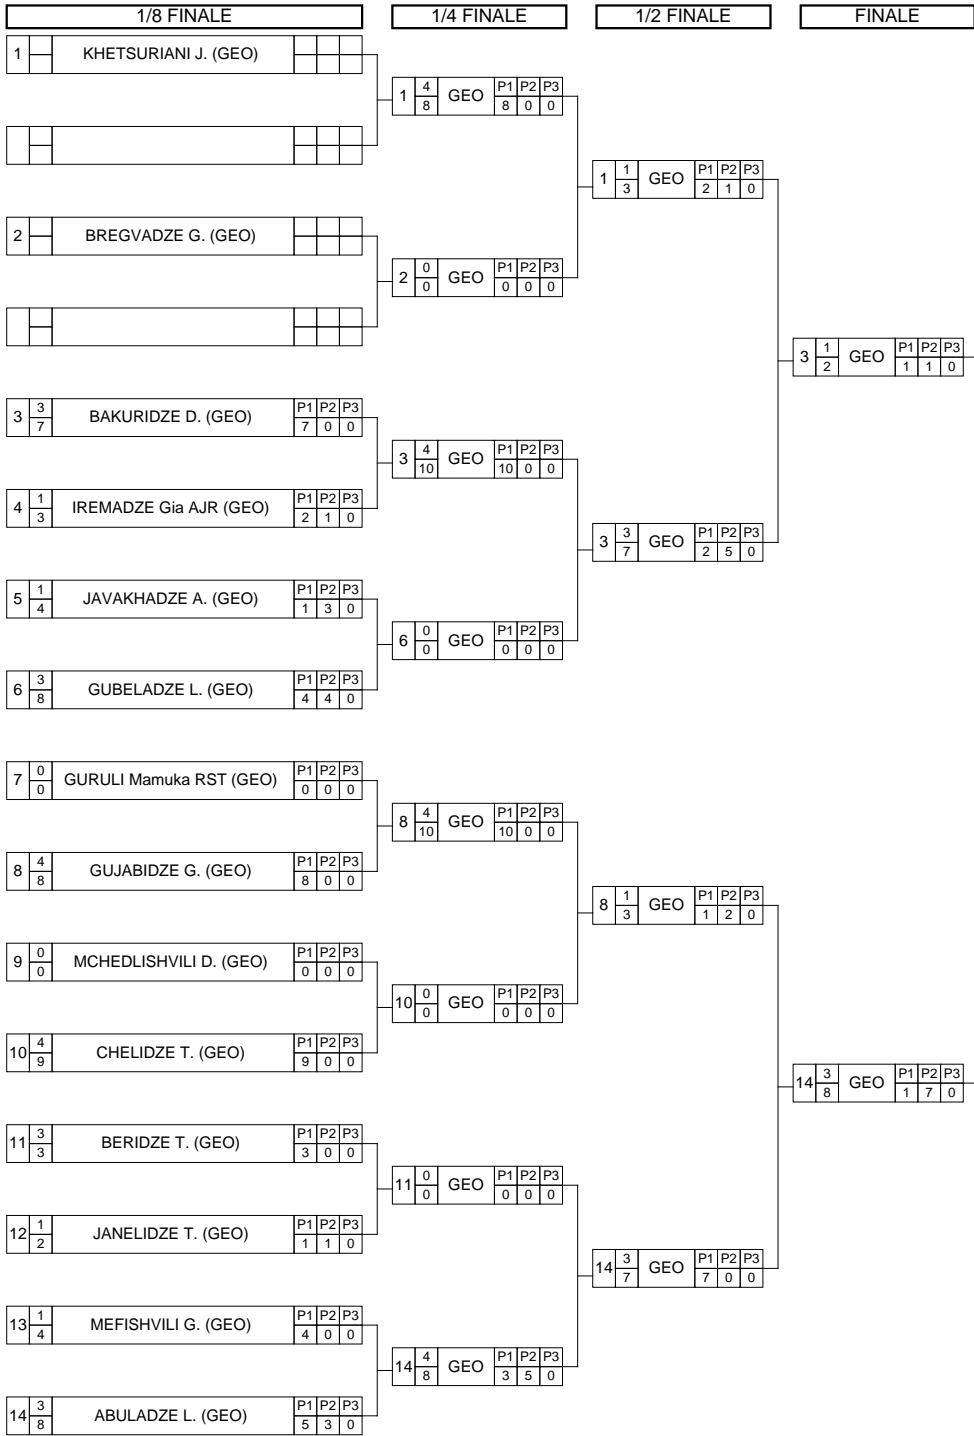 1/8 FINALE 1/4 FINALE 1/2 FINALE FINALE
1 KHETSURIANI J. (GEO)
1 4 8 GEO P1 P2 P3 8 0 0
1 1 3 GEO P1 P2 P3 2 1 0
2 BREGVADZE G. (GEO)
2 0 0 GEO P1 P2 P3 0 0 0
3 1 2 GEO P1 P2 P3 1 1 0
3 3 7 BAKURIDZE D. (GEO) P1 P2 P3 7 0 0
3 4 10 GEO P1 P2 P3 10 0 0
4 1 3 IREMADZE Gia AJR (GEO) P1 P2 P3 2 1 0
3 3 7 GEO P1 P2 P3 2 5 0
5 1 4 JAVAKHADZE A. (GEO) P1 P2 P3 1 3 0
6 0 0 GEO P1 P2 P3 0 0 0
6 3 8 GUBELADZE L. (GEO) P1 P2 P3 4 4 0
7 0 0 GURULI Mamuka RST (GEO) P1 P2 P3 0 0 0
8 4 10 GEO P1 P2 P3 10 0 0
8 4 8 GUJABIDZE G. (GEO) P1 P2 P3 8 0 0
8 1 3 GEO P1 P2 P3 1 2 0
9 0 0 MCHEDLISHVILI D. (GEO) P1 P2 P3 0 0 0
10 0 0 GEO P1 P2 P3 0 0 0
10 4 9 CHELIDZE T. (GEO) P1 P2 P3 9 0 0
14 3 8 GEO P1 P2 P3 1 7 0
11 3 3 BERIDZE T. (GEO) P1 P2 P3 3 0 0
11 0 0 GEO P1 P2 P3 0 0 0
12 1 2 JANELIDZE T. (GEO) P1 P2 P3 1 1 0
14 3 7 GEO P1 P2 P3 7 0 0
13 1 4 MEFISHVILI G. (GEO) P1 P2 P3 4 0 0
14 4 8 GEO P1 P2 P3 3 5 0
14 3 8 ABULADZE L. (GEO) P1 P2 P3 5 3 0